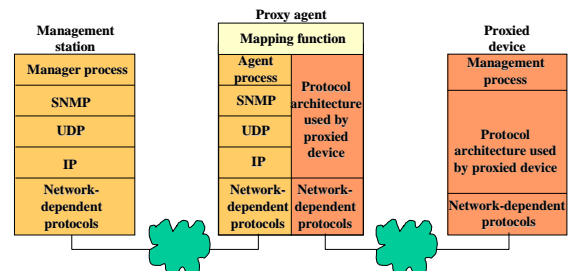 Management
station
Manager process
SNMP
UDP
IP
Network-
dependent
protocols
Proxy agent
Mapping function
Agent
process
SNMP
UDP
IP
Network-
dependent
protocols
Protocol
architecture
used by
proxied
device
Network-
dependent
protocols
Proxied
device
Management
process
Protocol
architecture used
by proxied device
Network-dependent
protocols